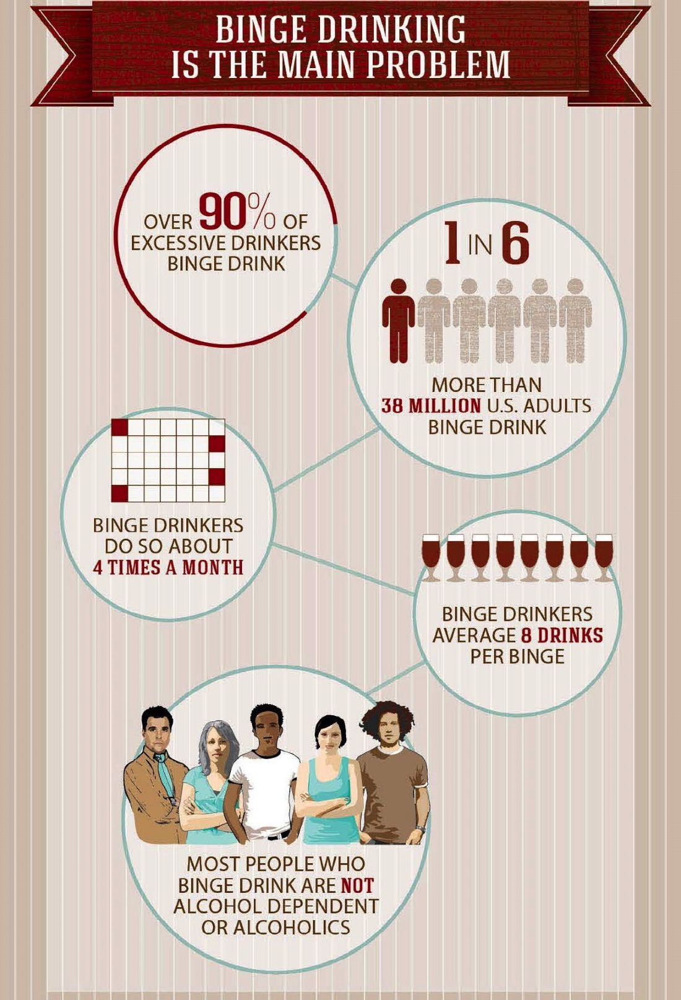 BINGE DRINKING
IS THE MAIN PROBLEM
OVER 90% OF
EXCESSIVE DRINKERS
BINGE DRINK
1 IN 6
MORE THAN
38 MILLION U.S. ADULTS
BINGE DRINK
BINGE DRINKERS
DO SO ABOUT
4 TIMES A MONTH
BINGE DRINKERS
AVERAGE 8 DRINKS
PER BINGE
MOST PEOPLE WHO
BINGE DRINK ARE NOT
ALCOHOL DEPENDENT
OR ALCOHOLICS